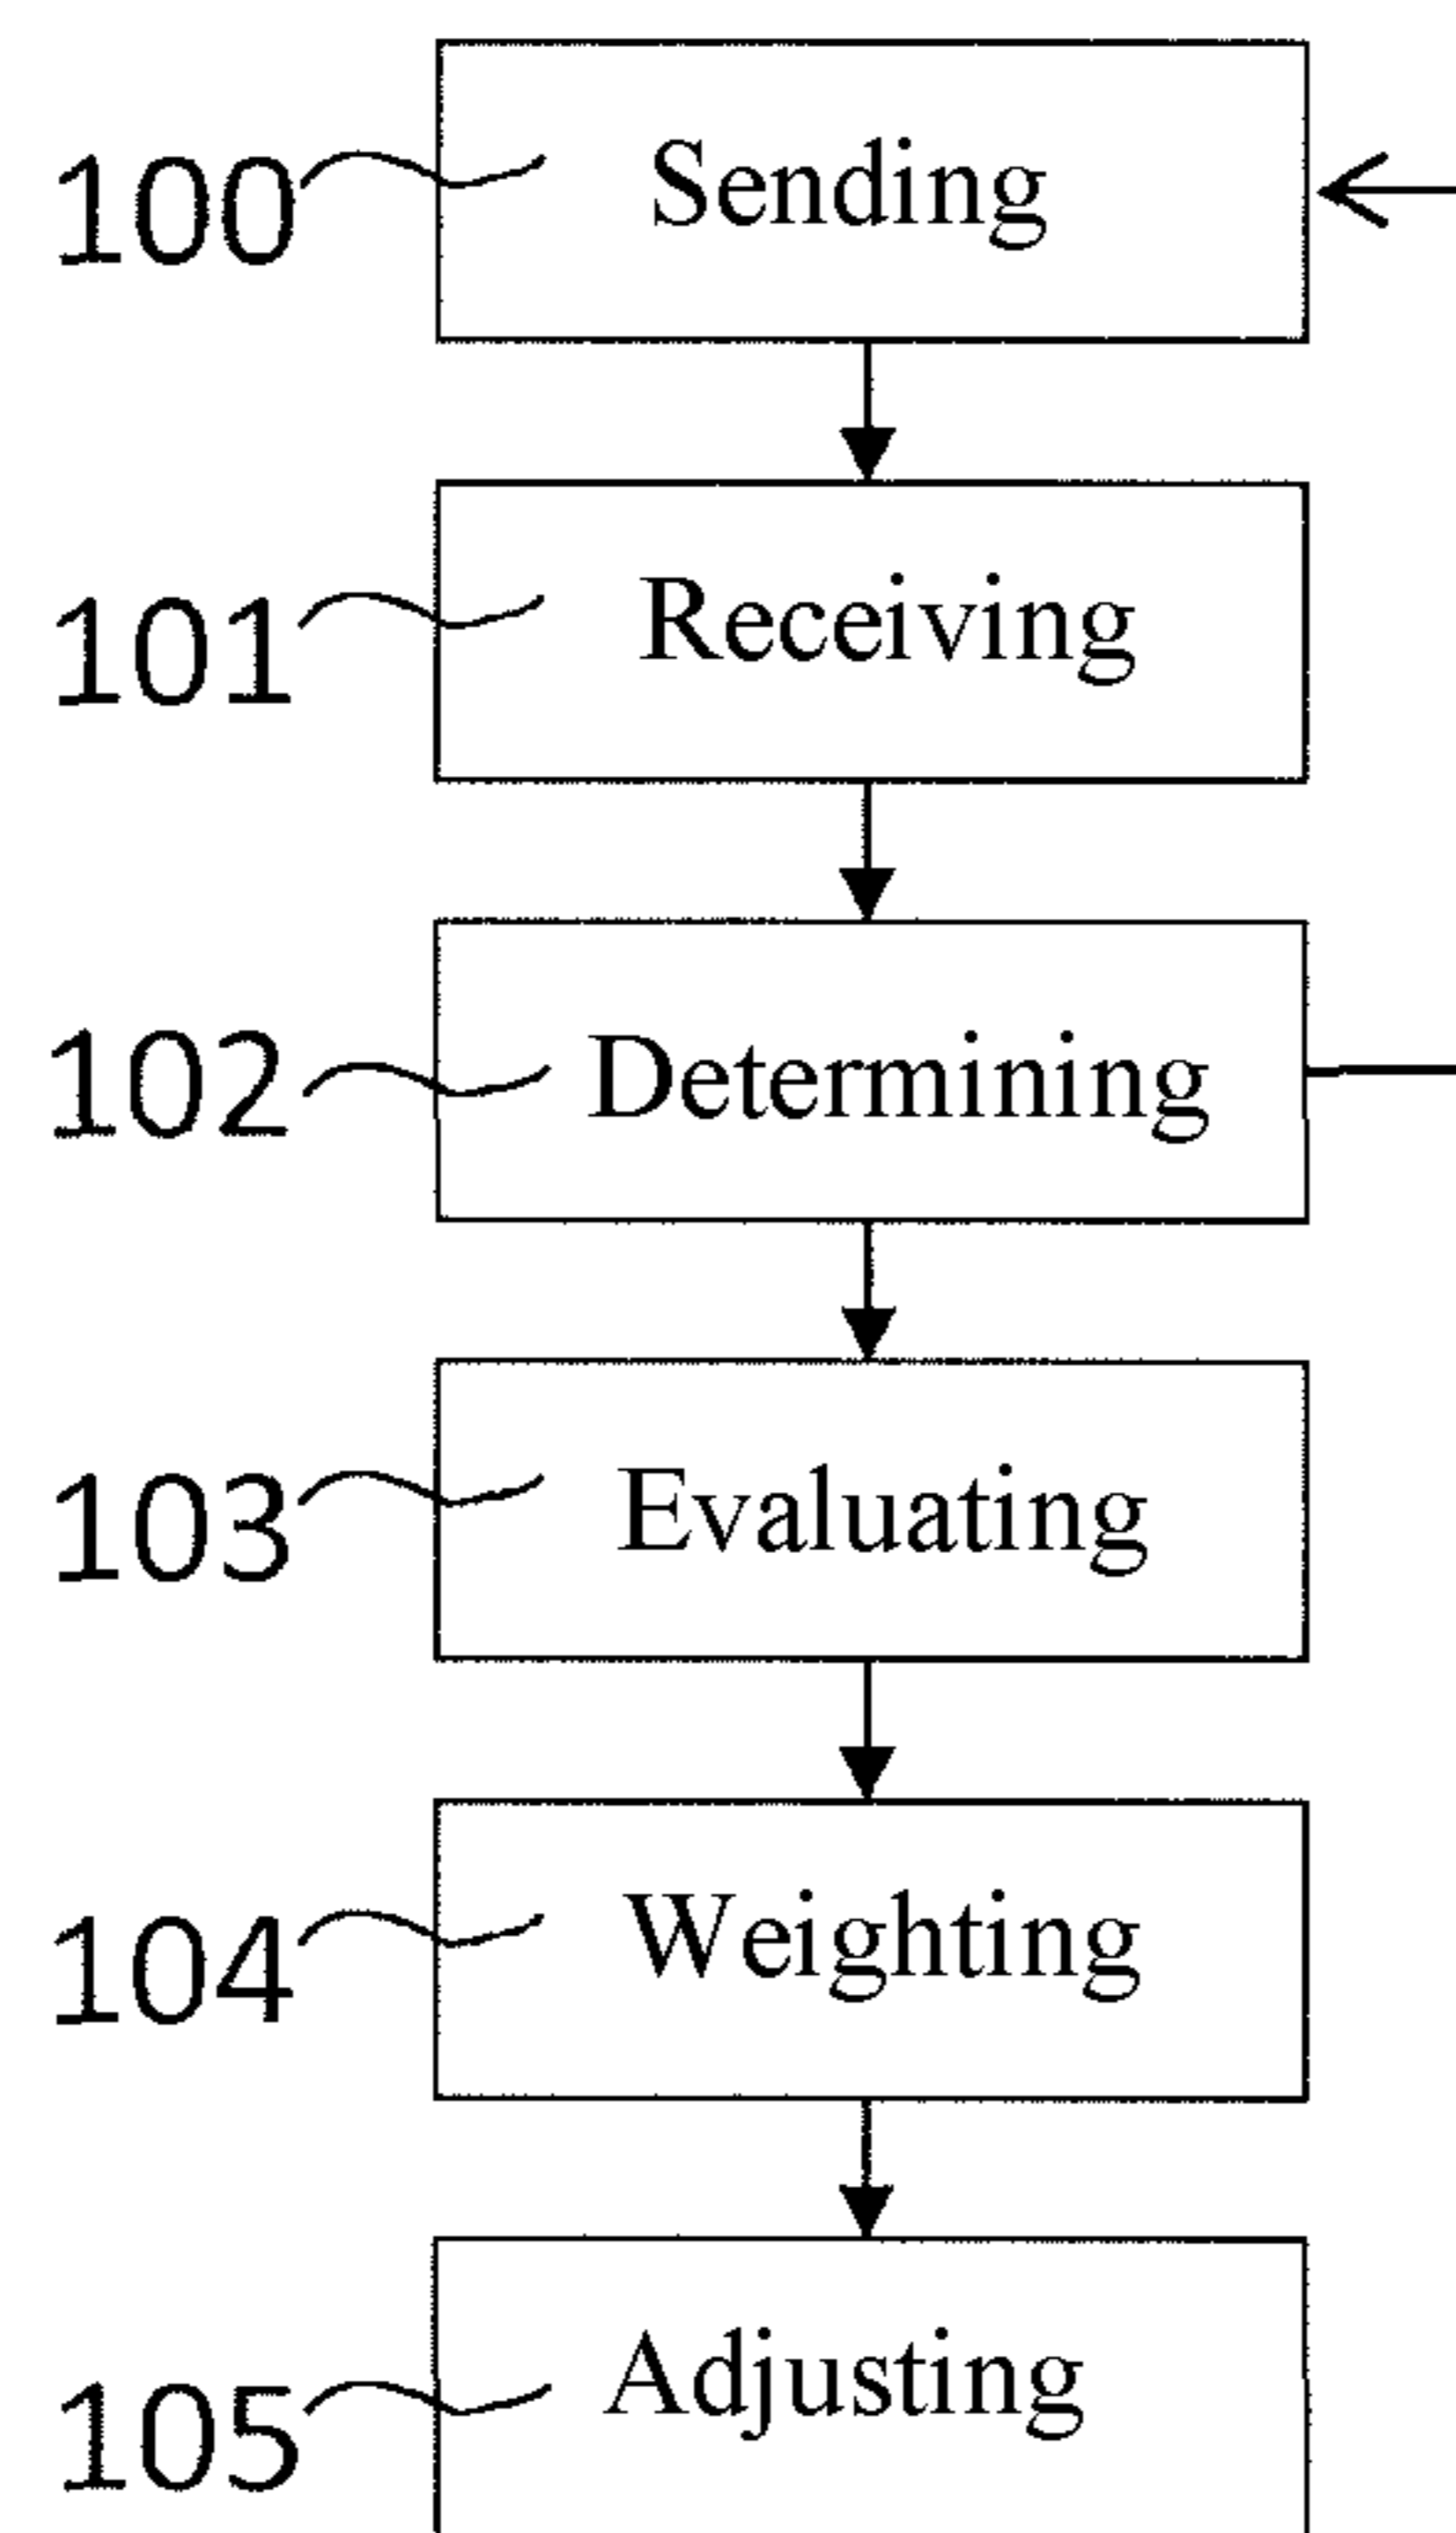 100 Sending
101 Receiving
102 Determining
103 Evaluating
104 Weighting
105 Adjusting